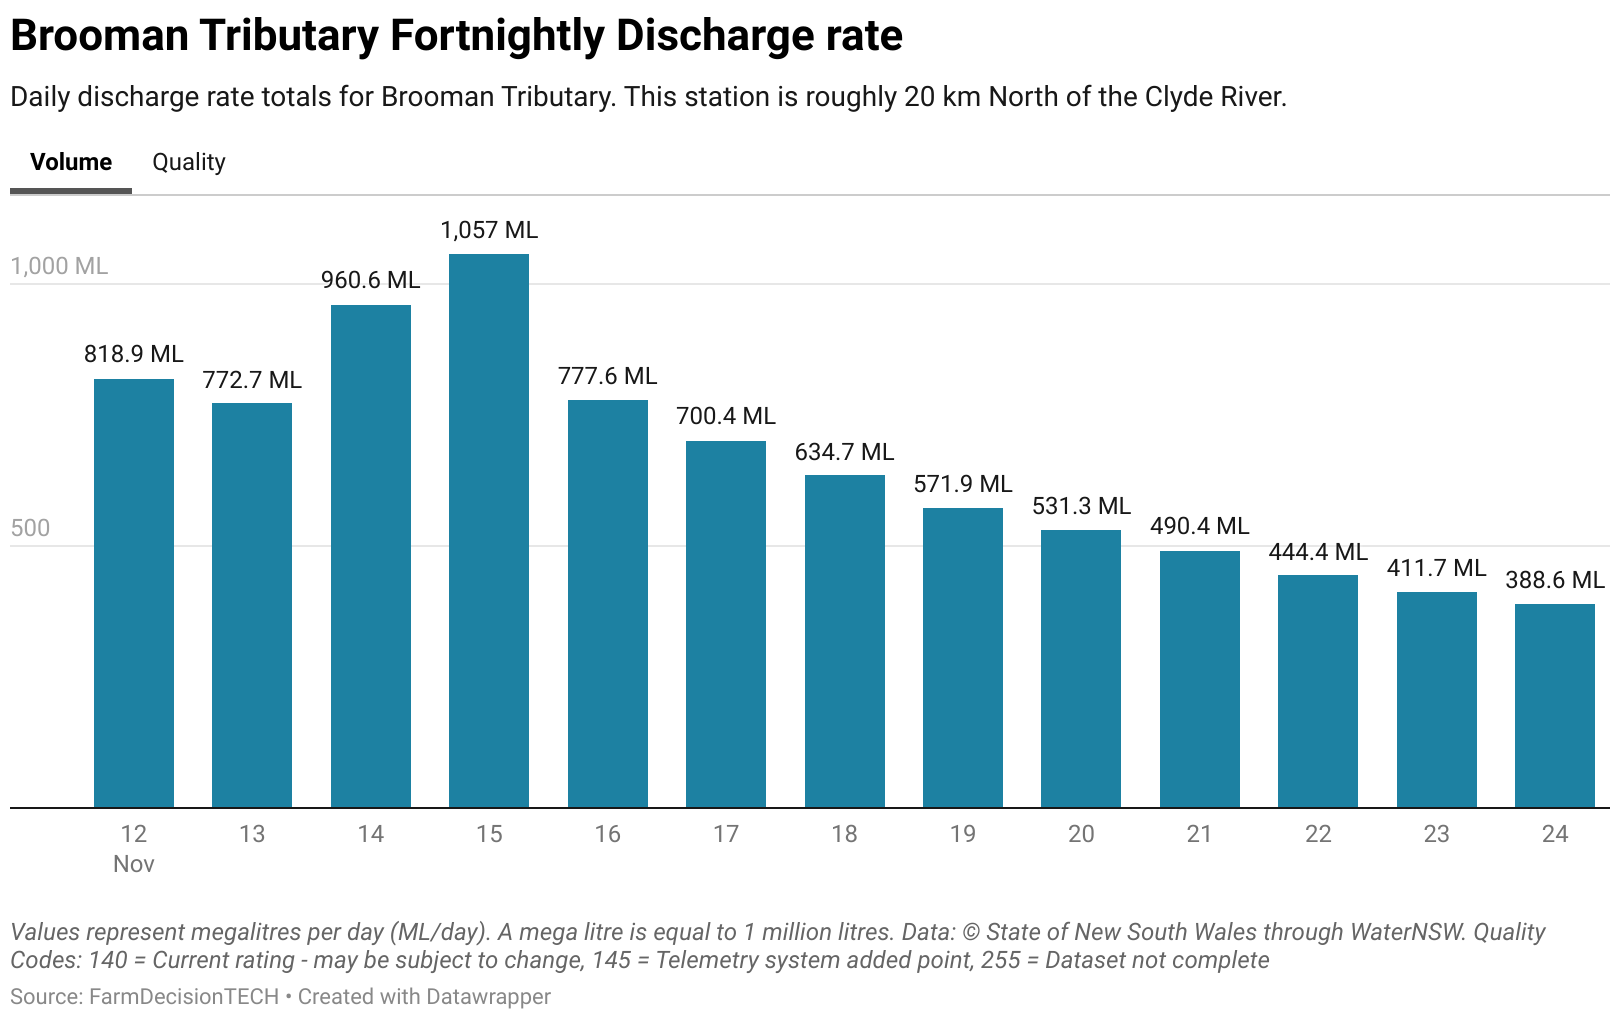 Brooman Tributary Fortnightly Discharge rate
Daily discharge rate totals for Brooman Tributary. This station is roughly 20 km North of the Clyde River.
Volume Quality
1,057 ML
1,000 ML
960.6 ML
818.9 ML
772.7 ML
777.6 ML
700.4 ML
634.7 ML
571.9 ML
531.3 ML
500
490.4 ML
444.4 ML
411.7 ML
388.6 ML
12 13 14 15 16 17 18 19 20 21 22 23 24
Nov
Values represent megalitres per day (ML/day). A mega litre is equal to 1 million litres. Data: © State of New South Wales through WaterNSW. Quality
Codes: 140 = Current rating - may be subject to change, 145 = Telemetry system added point, 255 = Dataset not complete
Source: FarmDecisionTECH • Created with Datawrapper